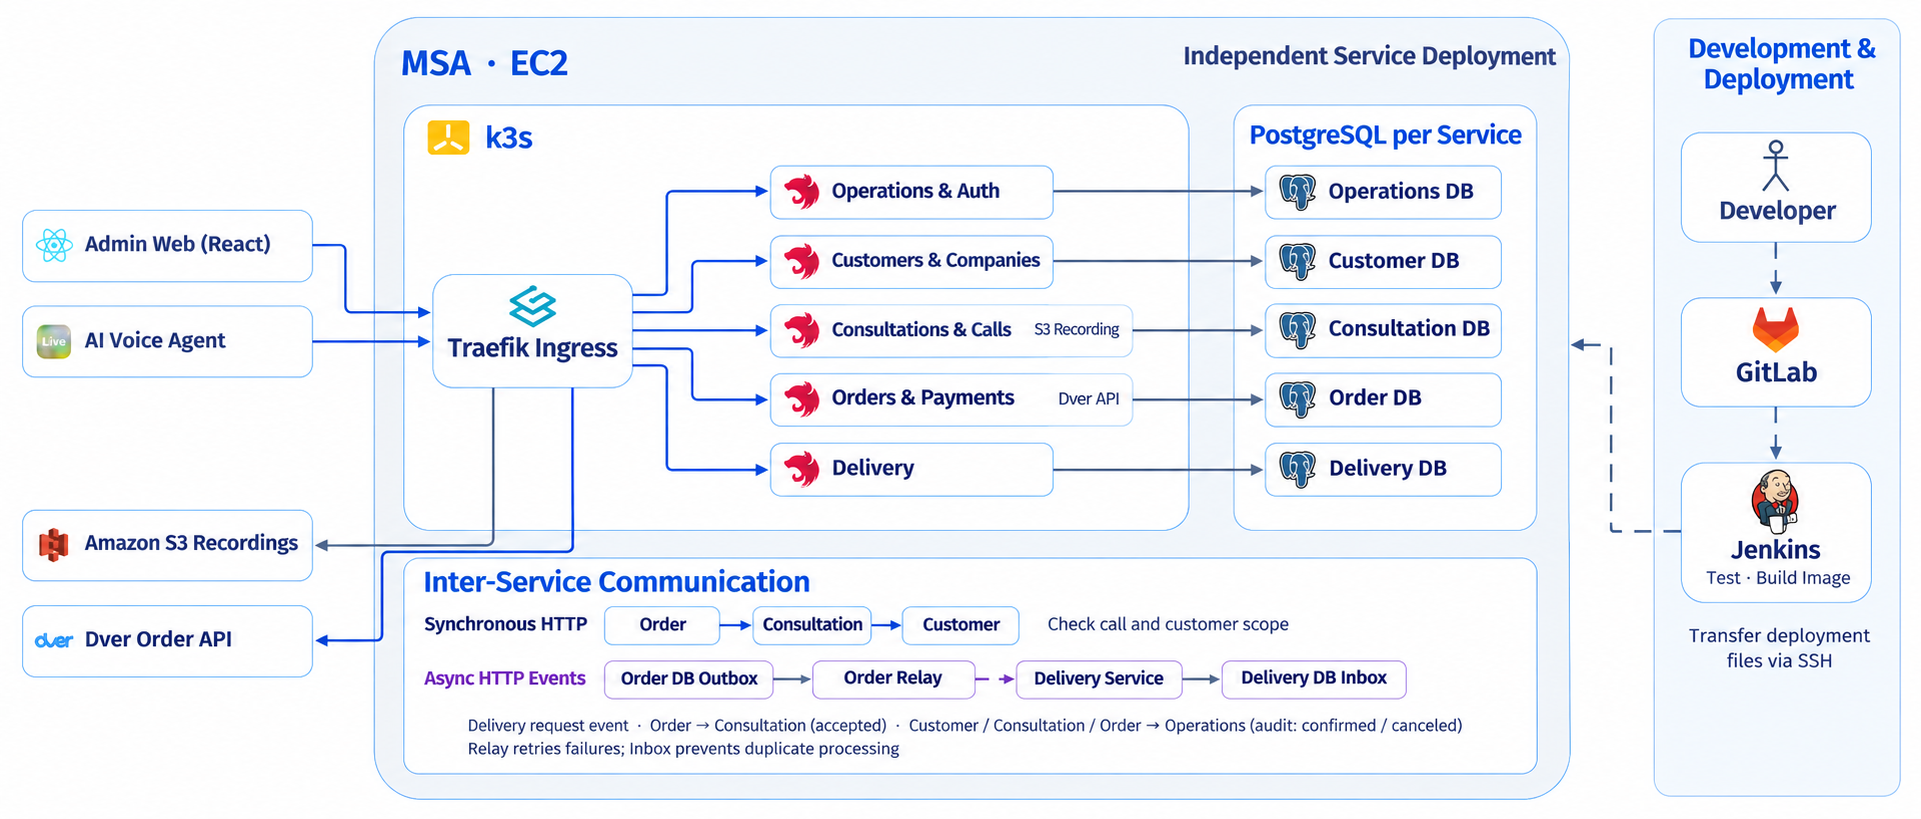 MSA · EC2
Independent Service Deployment
k3s
PostgreSQL per Service
Operations & Auth
Customers & Companies
Consultations & Calls S3 Recording
Orders & Payments Dver API
Delivery
Operations DB
Customer DB
Consultation DB
Order DB
Delivery DB
Admin Web (React)
Live
AI Voice Agent
Traefik Ingress
Amazon S3 Recordings
dver
Dver Order API
Inter-Service Communication
Synchronous HTTP
Order
Consultation
Customer
Check call and customer scope
Async HTTP Events
Order DB Outbox
Order Relay
Delivery Service
Delivery DB Inbox
Delivery request event · Order → Consultation (accepted) · Customer / Consultation / Order → Operations (audit: confirmed / canceled)
Relay retries failures; Inbox prevents duplicate processing
Development &
Deployment
Developer
GitLab
Jenkins
Test · Build Image
Transfer deployment
files via SSH